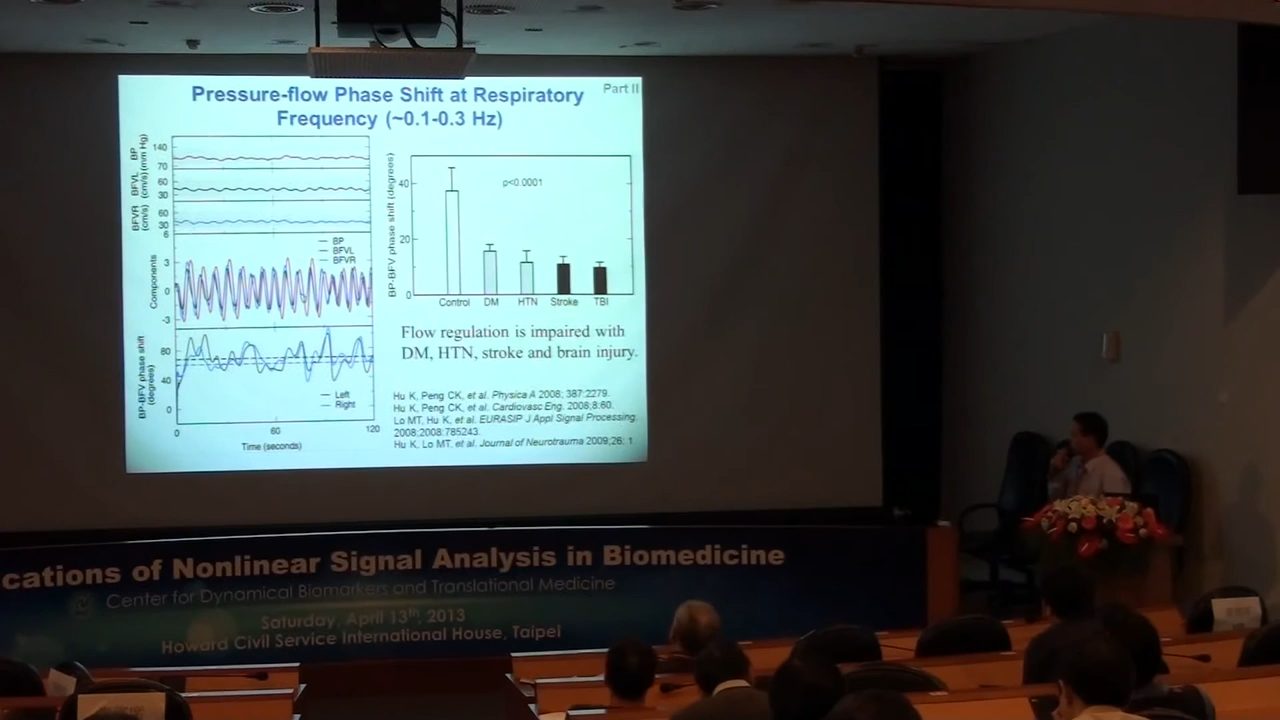 Part II
Pressure-flow Phase Shift at Respiratory
Frequency (~0.1-0.3 Hz)
BP
(mm Hg)
140
70
BFVL
(cm/s)
60
30
BFVR
(cm/s)
60
30
Components
6
3
0
-3
BP
BFVL
BFVR
BP-BFV phase shift
(degrees)
80
40
0
Left
Right
0
60
120
Time (seconds)
BP-BFV phase shift (degrees)
40
20
0
p<0.0001
Control DM HTN Stroke TBI
Flow regulation is impaired with
DM, HTN, stroke and brain injury.
Hu K, Peng CK, et al. Physica A 2008; 387:2279.
Hu K, Peng CK, et al. Cardiovasc Eng. 2008;8:60.
Lo MT, Hu K, et al. EURASIP J Appl Signal Processing.
2008;2008:785243.
Hu K, Lo MT, et al. Journal of Neurotrauma 2009;26: 1.
cations of Nonlinear Signal Analysis in Biomedicine
Center for Dynamical Biomarkers and Translational Medicine
Saturday, April 13th, 2013
Howard Civil Service International House, Taipei